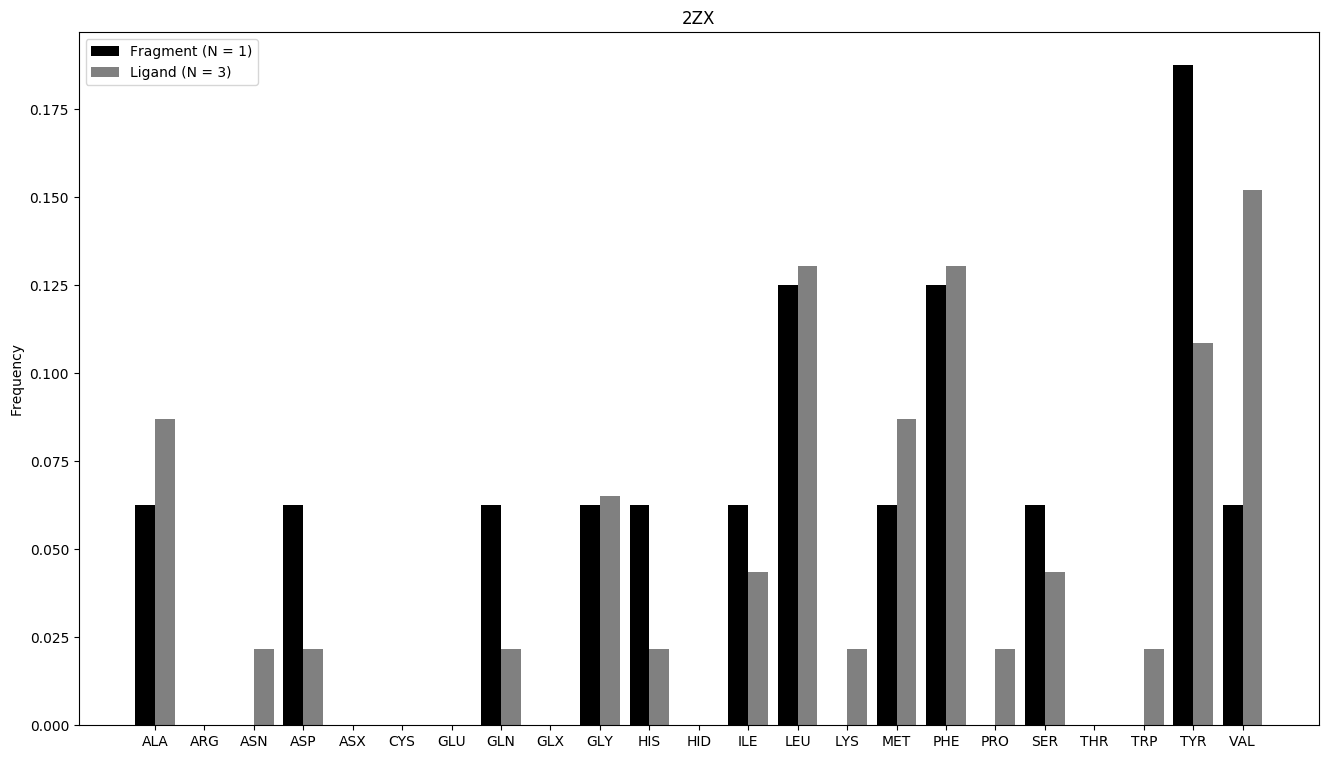 2ZX
Fragment (N = 1)
Ligand (N = 3)
Frequency
0.175
0.150
0.125
0.100
0.075
0.050
0.025
0.000
ALA ARG ASN ASP ASX CYS GLU GLN GLX GLY HIS HID ILE LEU LYS MET PHE PRO SER THR TRP TYR VAL